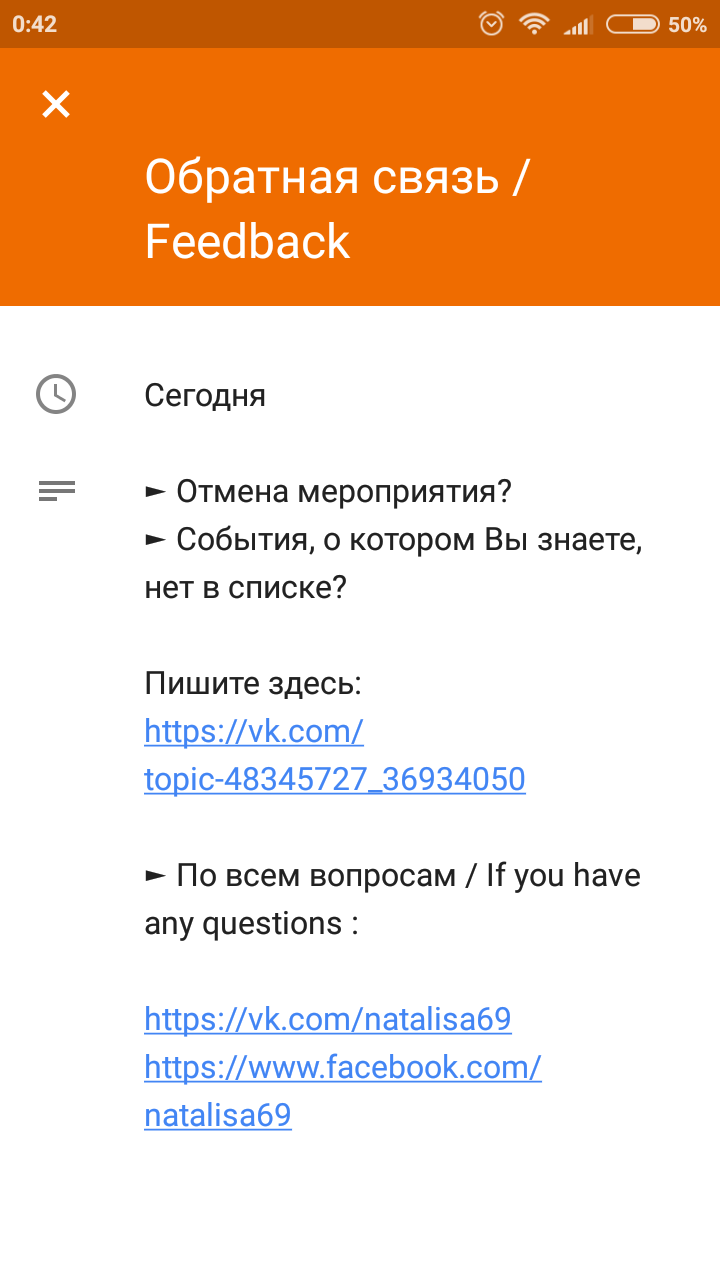 0:42
50%
Обратная связь /
Feedback
Сегодня
► Отмена мероприятия?
► События, о котором Вы знаете,
нет в списке?
Пишите здесь:
https://vk.com/
topic-48345727_36934050
► По всем вопросам / If you have
any questions :
https://vk.com/natalisa69
https://www.facebook.com/
natalisa69